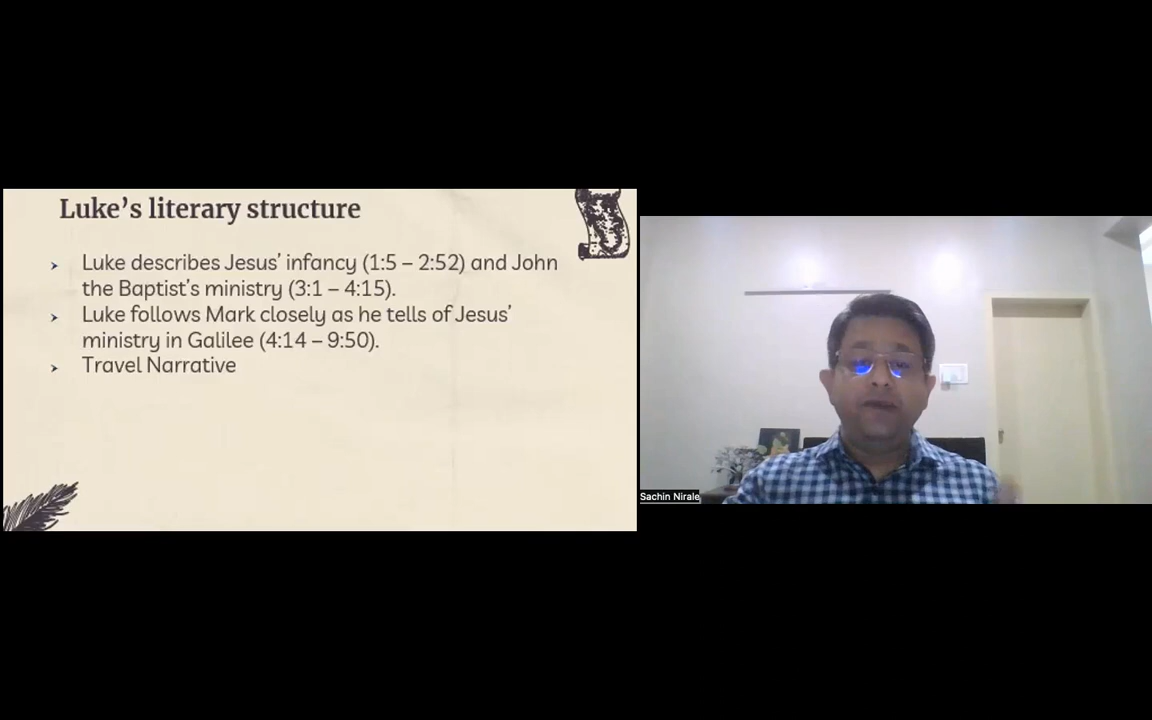 Luke's literary structure
Luke describes Jesus' infancy (1:5 – 2:52) and John
the Baptist's ministry (3:1 – 4:15).
Luke follows Mark closely as he tells of Jesus'
ministry in Galilee (4:14 – 9:50).
Travel Narrative
Sachin Nirale